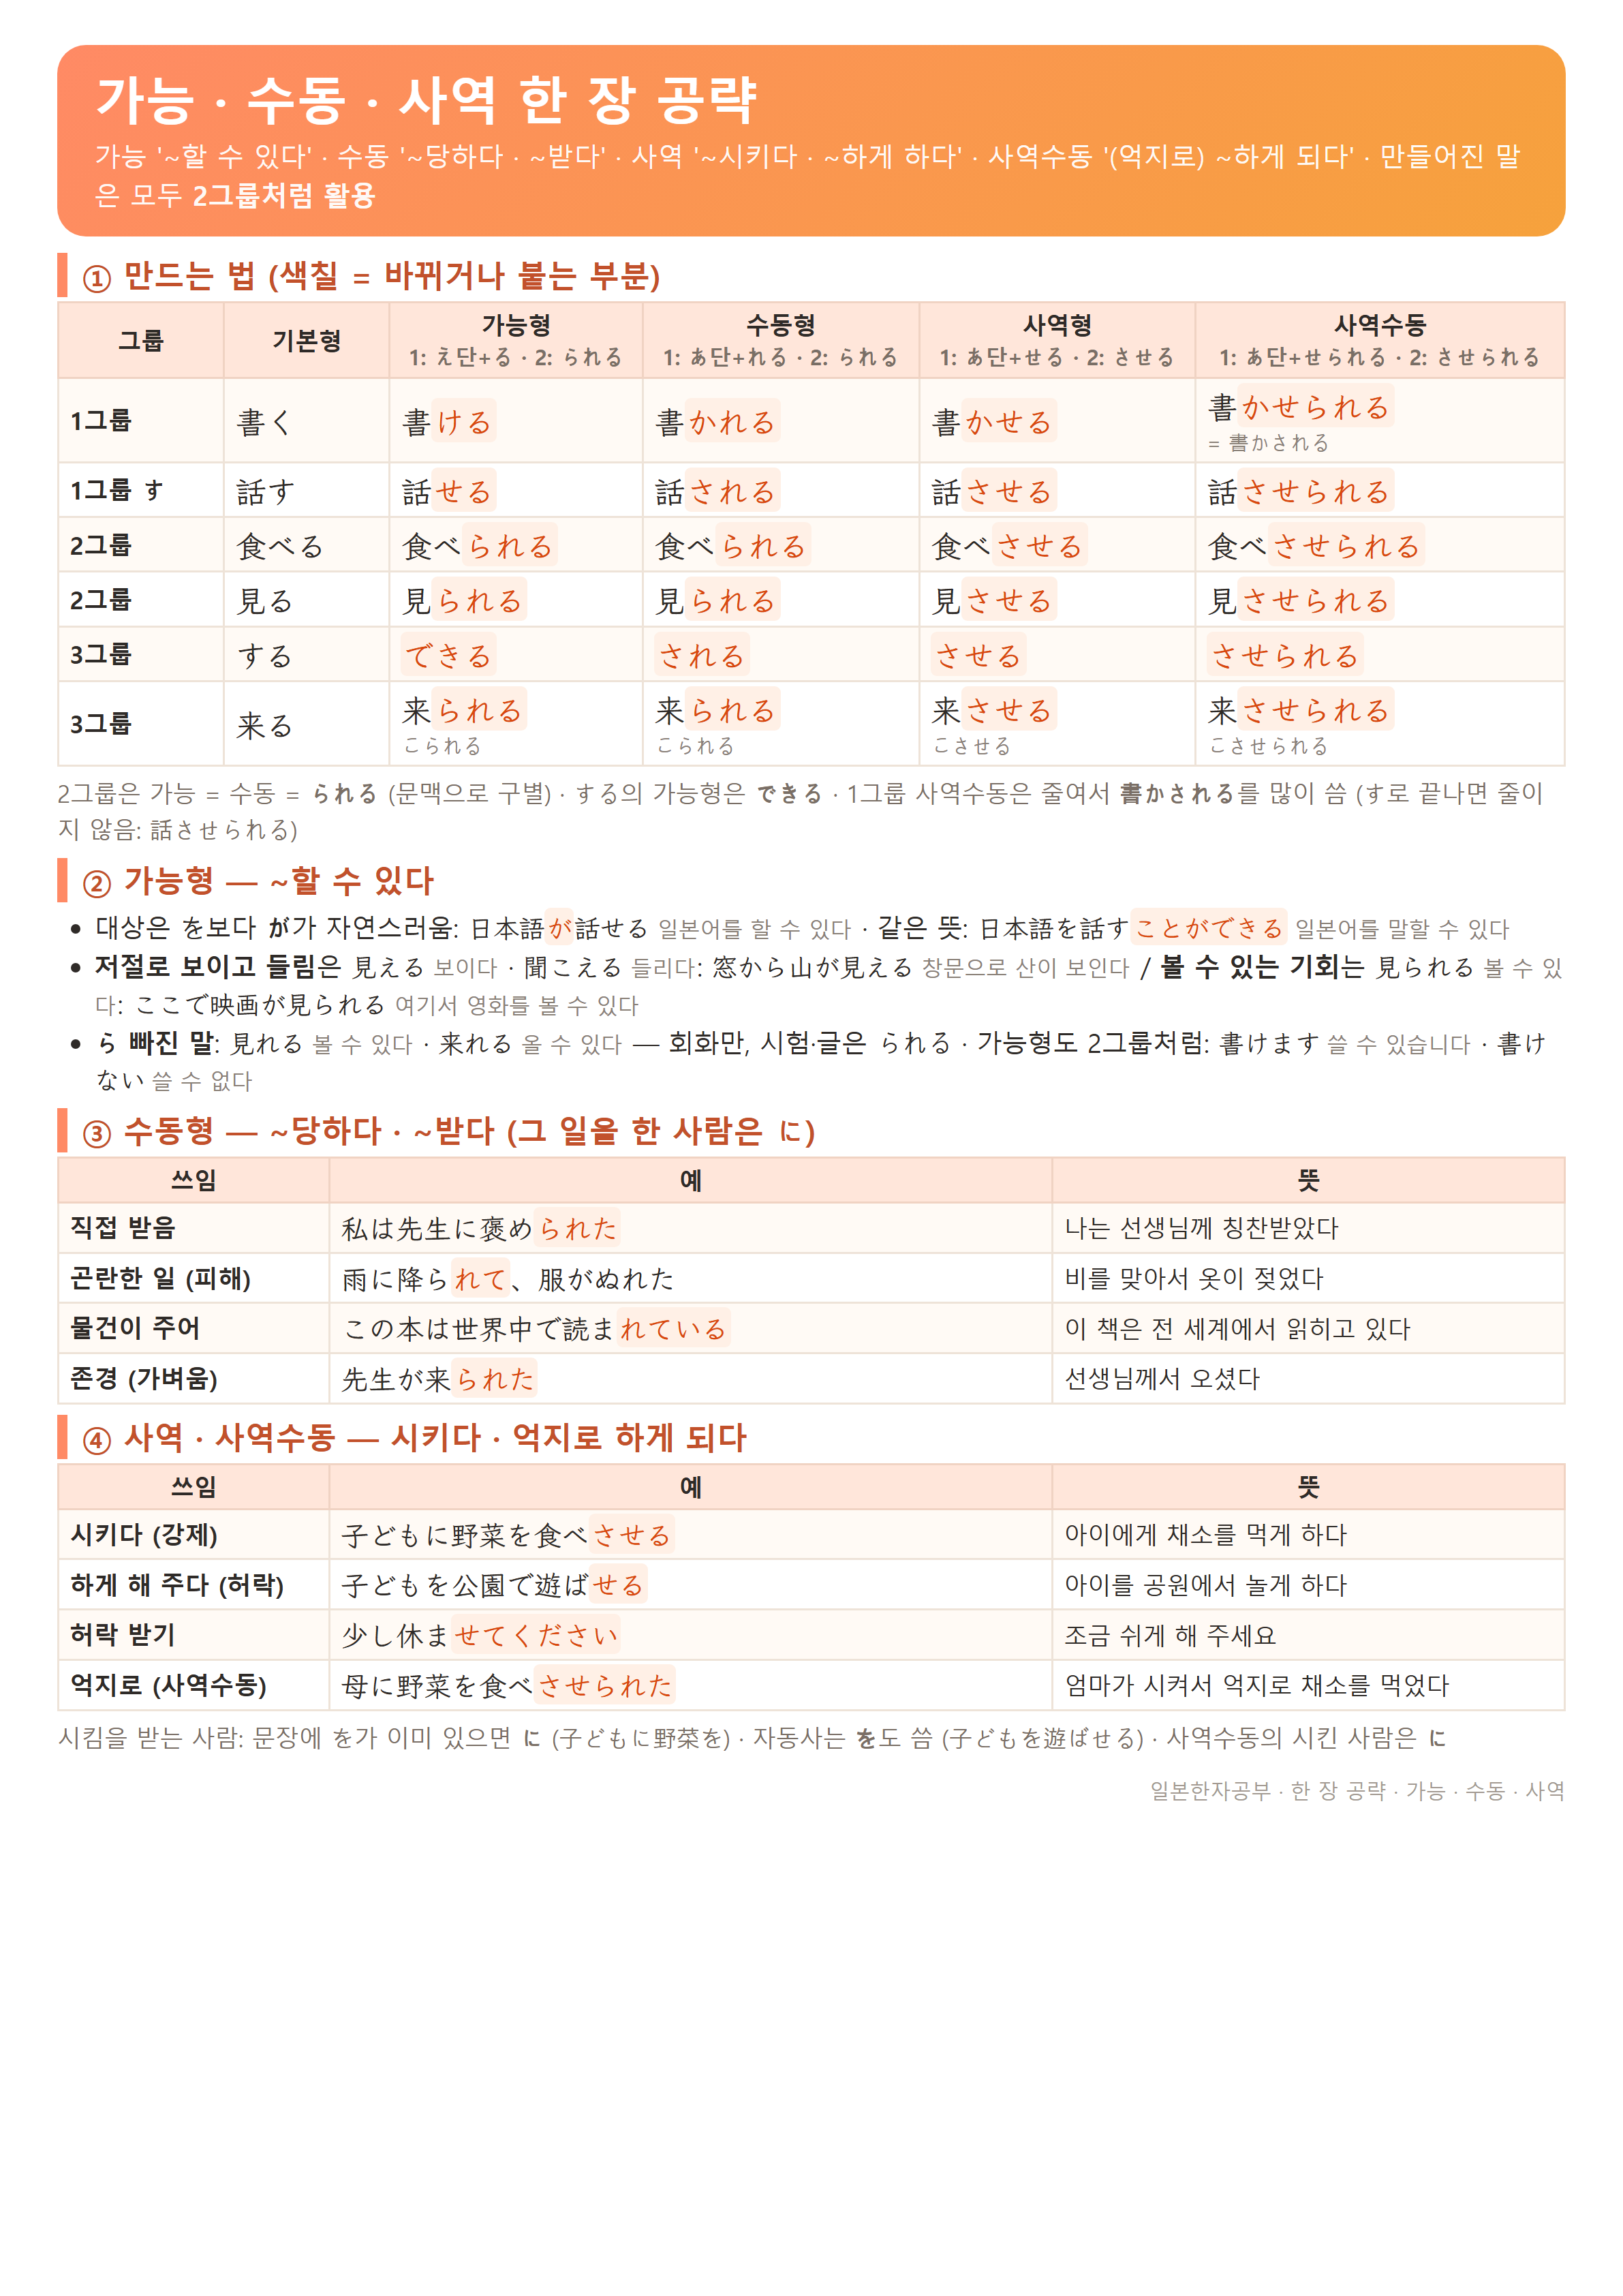 가능 · 수동 · 사역 한 장 공략
가능 '~할 수 있다' · 수동 '~당하다 · ~받다' · 사역 '~시키다 · ~하게 하다' · 사역수동 '(억지로) ~하게 되다' · 만들어진 말
은 모두 2그룹처럼 활용
① 만드는 법 (색칠 = 바뀌거나 붙는 부분)
그룹 기본형 가능형 수동형 사역형 사역수동
1: え단+る · 2: られる 1: あ단+れる · 2: られる 1: あ단+せる · 2: させる 1: あ단+せられる · 2: させられる
1그룹 書く 書ける 書かれる 書かせる 書かせられる
= 書かされる
1그룹 す 話す 話せる 話される 話させる 話させられる
2그룹 食べる 食べられる 食べられる 食べさせる 食べさせられる
2그룹 見る 見られる 見られる 見させる 見させられる
3그룹 する できる される させる させられる
3그룹 来る 来られる 来られる 来させる 来させられる
こられる こられる こさせる こさせられる
2그룹은 가능 = 수동 = られる (문맥으로 구별) · する의 가능형은 できる · 1그룹 사역수동은 줄여서 書かされる를 많이 씀 (す로 끝나면 줄이
지 않음: 話させられる)
② 가능형 — ~할 수 있다
• 대상은 を보다 が가 자연스러움: 日本語が話せる 일본어를 할 수 있다 · 같은 뜻: 日本語を話すことができる 일본어를 말할 수 있다
• 저절로 보이고 들림은 見える 보이다 · 聞こえる 들리다: 窓から山が見える 창문으로 산이 보인다 / 볼 수 있는 기회는 見られる 볼 수 있
다: ここで映画が見られる 여기서 영화를 볼 수 있다
• ら 빠진 말: 見れる 볼 수 있다 · 来れる 올 수 있다 — 회화만, 시험·글은 られる · 가능형도 2그룹처럼: 書けます 쓸 수 있습니다 · 書け
ない 쓸 수 없다
③ 수동형 — ~당하다 · ~받다 (그 일을 한 사람은 に)
쓰임 예 뜻
직접 받음 私は先生に褒められた 나는 선생님께 칭찬받았다
곤란한 일 (피해) 雨に降られて、服がぬれた 비를 맞아서 옷이 젖었다
물건이 주어 この本は世界中で読まれている 이 책은 전 세계에서 읽히고 있다
존경 (가벼움) 先生が来られた 선생님께서 오셨다
④ 사역 · 사역수동 — 시키다 · 억지로 하게 되다
쓰임 예 뜻
시키다 (강제) 子どもに野菜を食べさせる 아이에게 채소를 먹게 하다
하게 해 주다 (허락) 子どもを公園で遊ばせる 아이를 공원에서 놀게 하다
허락 받기 少し休ませてください 조금 쉬게 해 주세요
억지로 (사역수동) 母に野菜を食べさせられた 엄마가 시켜서 억지로 채소를 먹었다
시킴을 받는 사람: 문장에 を가 이미 있으면 に (子どもに野菜を) · 자동사는 を도 씀 (子どもを遊ばせる) · 사역수동의 시킨 사람은 に
일본한자공부 · 한 장 공략 · 가능 · 수동 · 사역